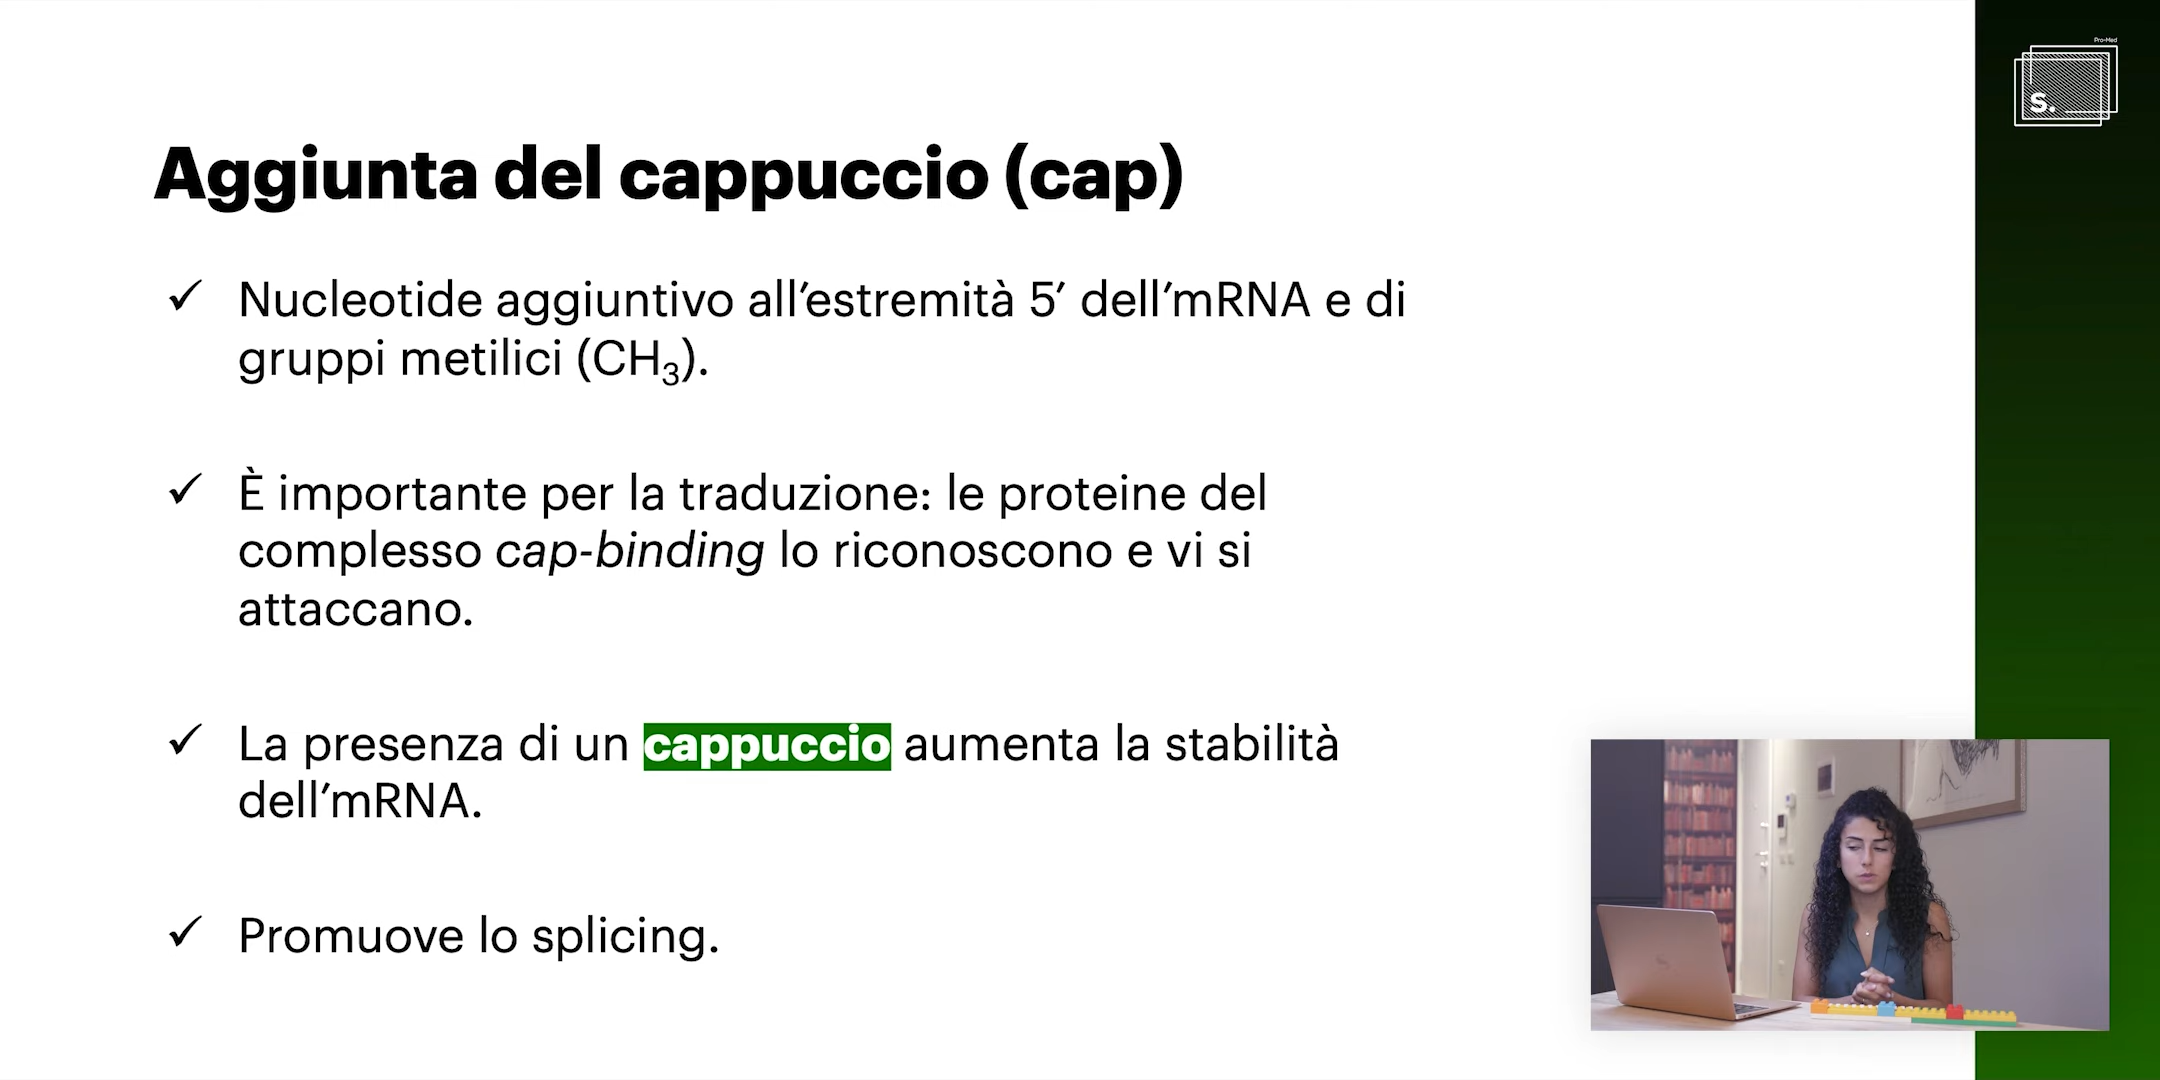 Pro-Med
s.
Aggiunta del cappuccio (cap)
✓ Nucleotide aggiuntivo all’estremità 5’ dell’mRNA e di
gruppi metilici (CH₃).
✓ È importante per la traduzione: le proteine del
complesso cap-binding lo riconoscono e vi si
attaccano.
✓ La presenza di un cappuccio aumenta la stabilità
dell’mRNA.
✓ Promuove lo splicing.